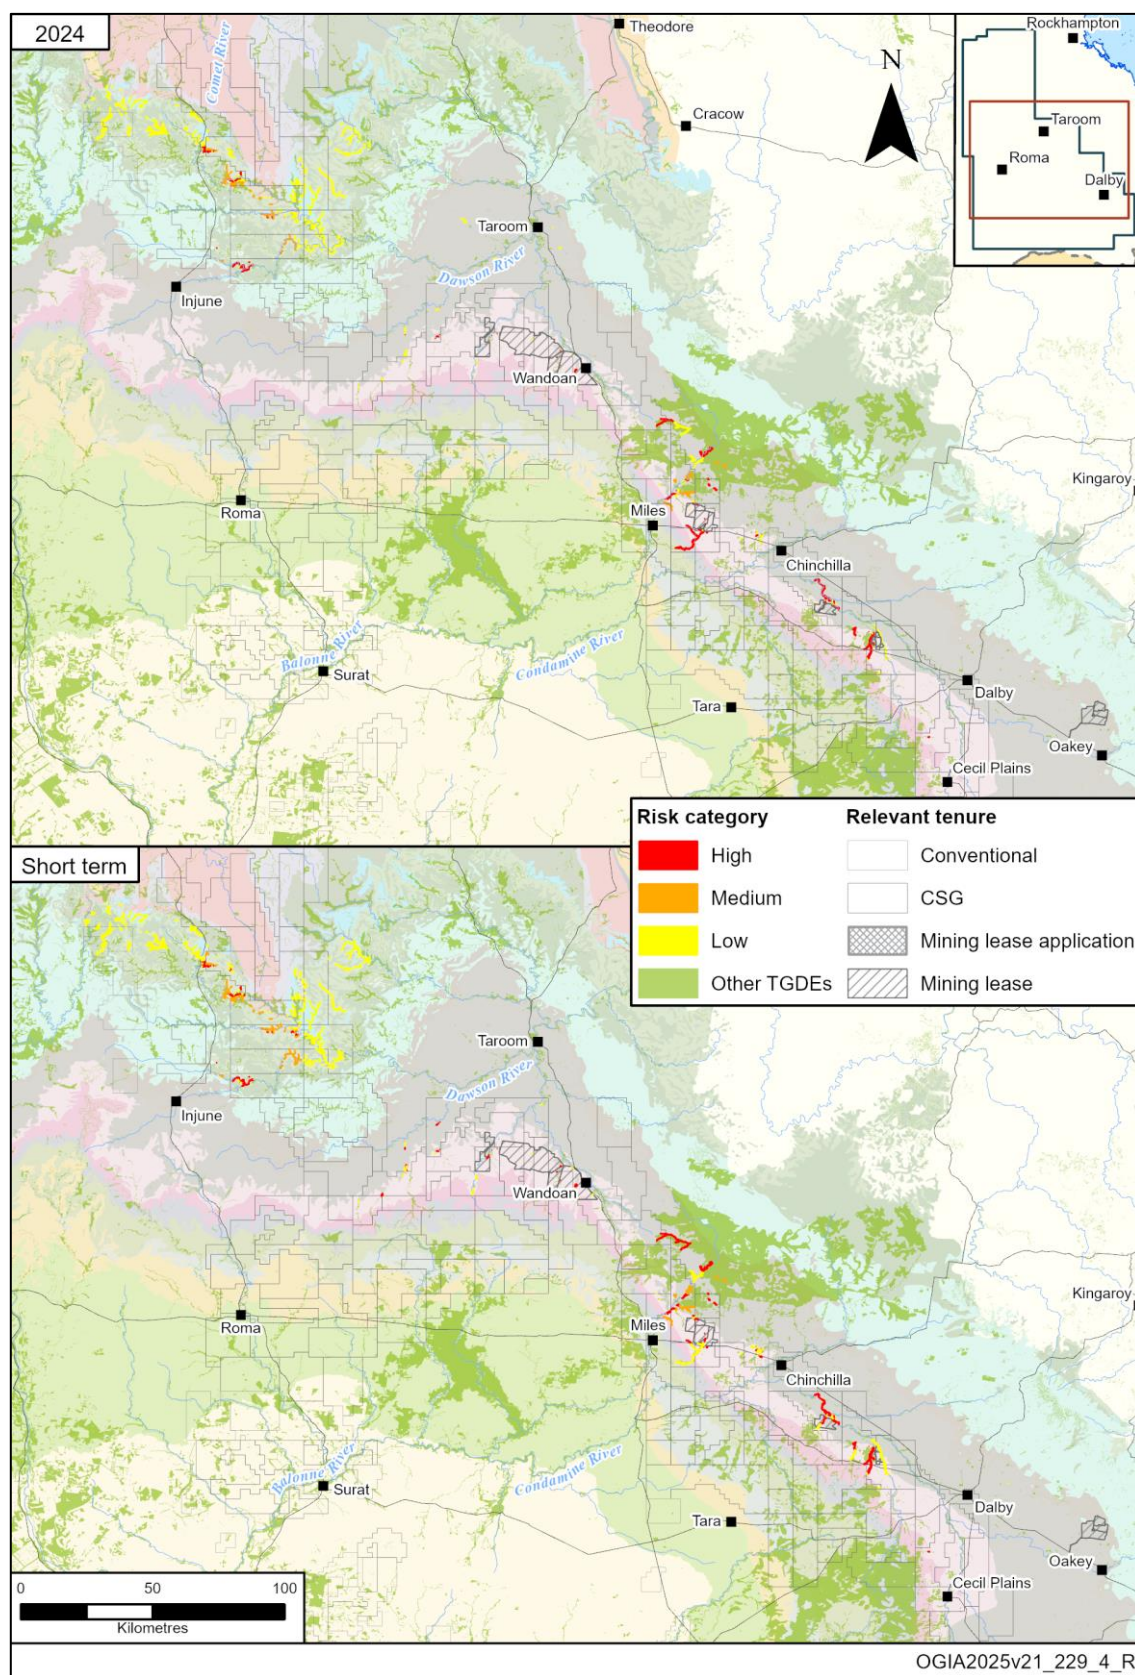 2024
Comet River
Theodore
N
Cracow
Rockhampton
Taroom
Roma
Dalby
Taroom
Dawson River
Injune
Wandoan
Kingaroy
Roma
Miles
Chinchilla
Balonne River
Surat
Condamine River
Tara
Dalby
Oakey
Cecil Plains
Risk category
High
Medium
Low
Other TGDEs
Relevant tenure
Conventional
CSG
Mining lease application
Mining lease
Short term
Taroom
Dawson River
Injune
Wandoan
Kingaroy
Roma
Miles
Chinchilla
Balonne River
Surat
Condamine River
Tara
Dalby
Oakey
Cecil Plains
0 50 100
Kilometres
OGIA2025v21_229_4_R